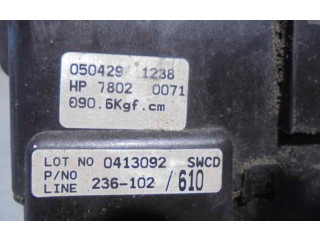 050429 1238
HP 7802 0071
090.6Kgf.cm
LOT NO 0413092 SWCD
P/NO
LINE 236-102 /610